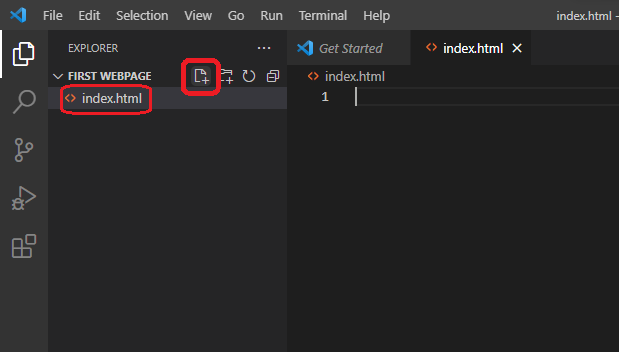 File Edit Selection View Go Run Terminal Help index.html -
EXPLORER ...
Get Started index.html
FIRST WEBPAGE
index.html
index.html
1